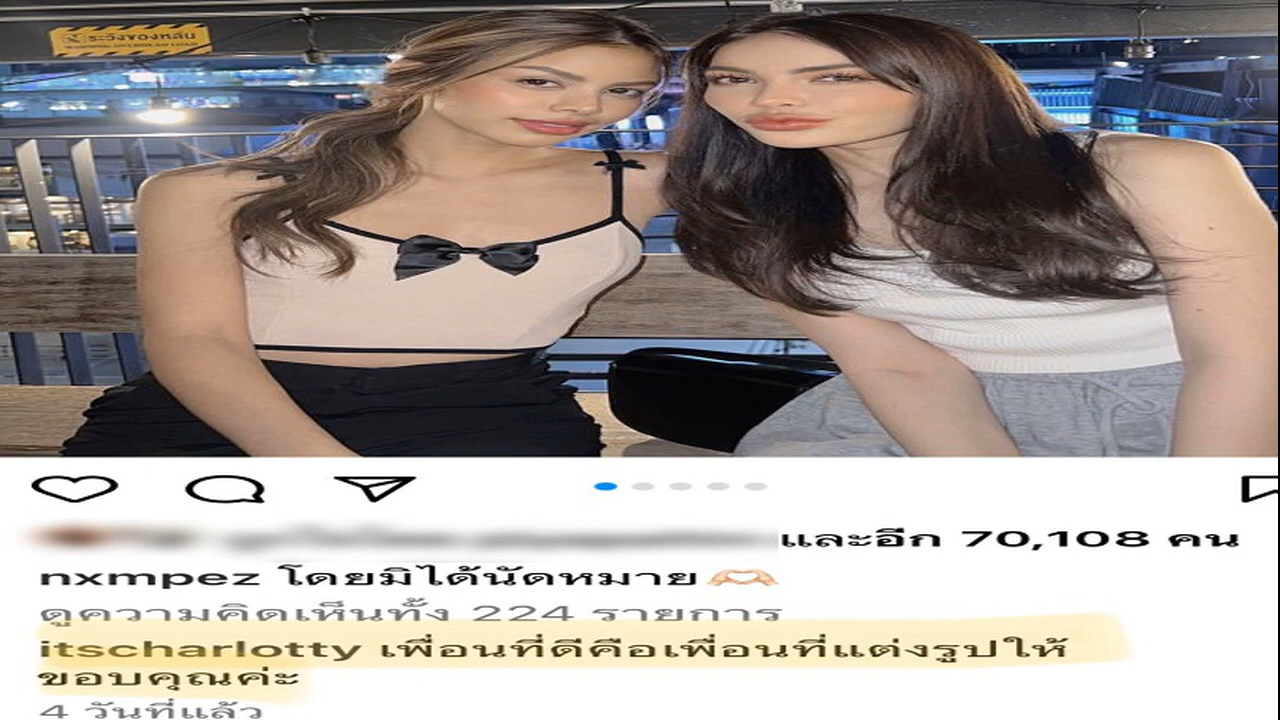 ระวังของหล่น
และอีก 70,108 คน
nxmpez โดยมิได้นัดหมาย 🫶🏻
ดูความคิดเห็นทั้ง 224 รายการ
itscharlotty เพื่อนที่ดีคือเพื่อนที่แต่งรูปให้
ขอบคุณค่ะ
4 วันที่แล้ว